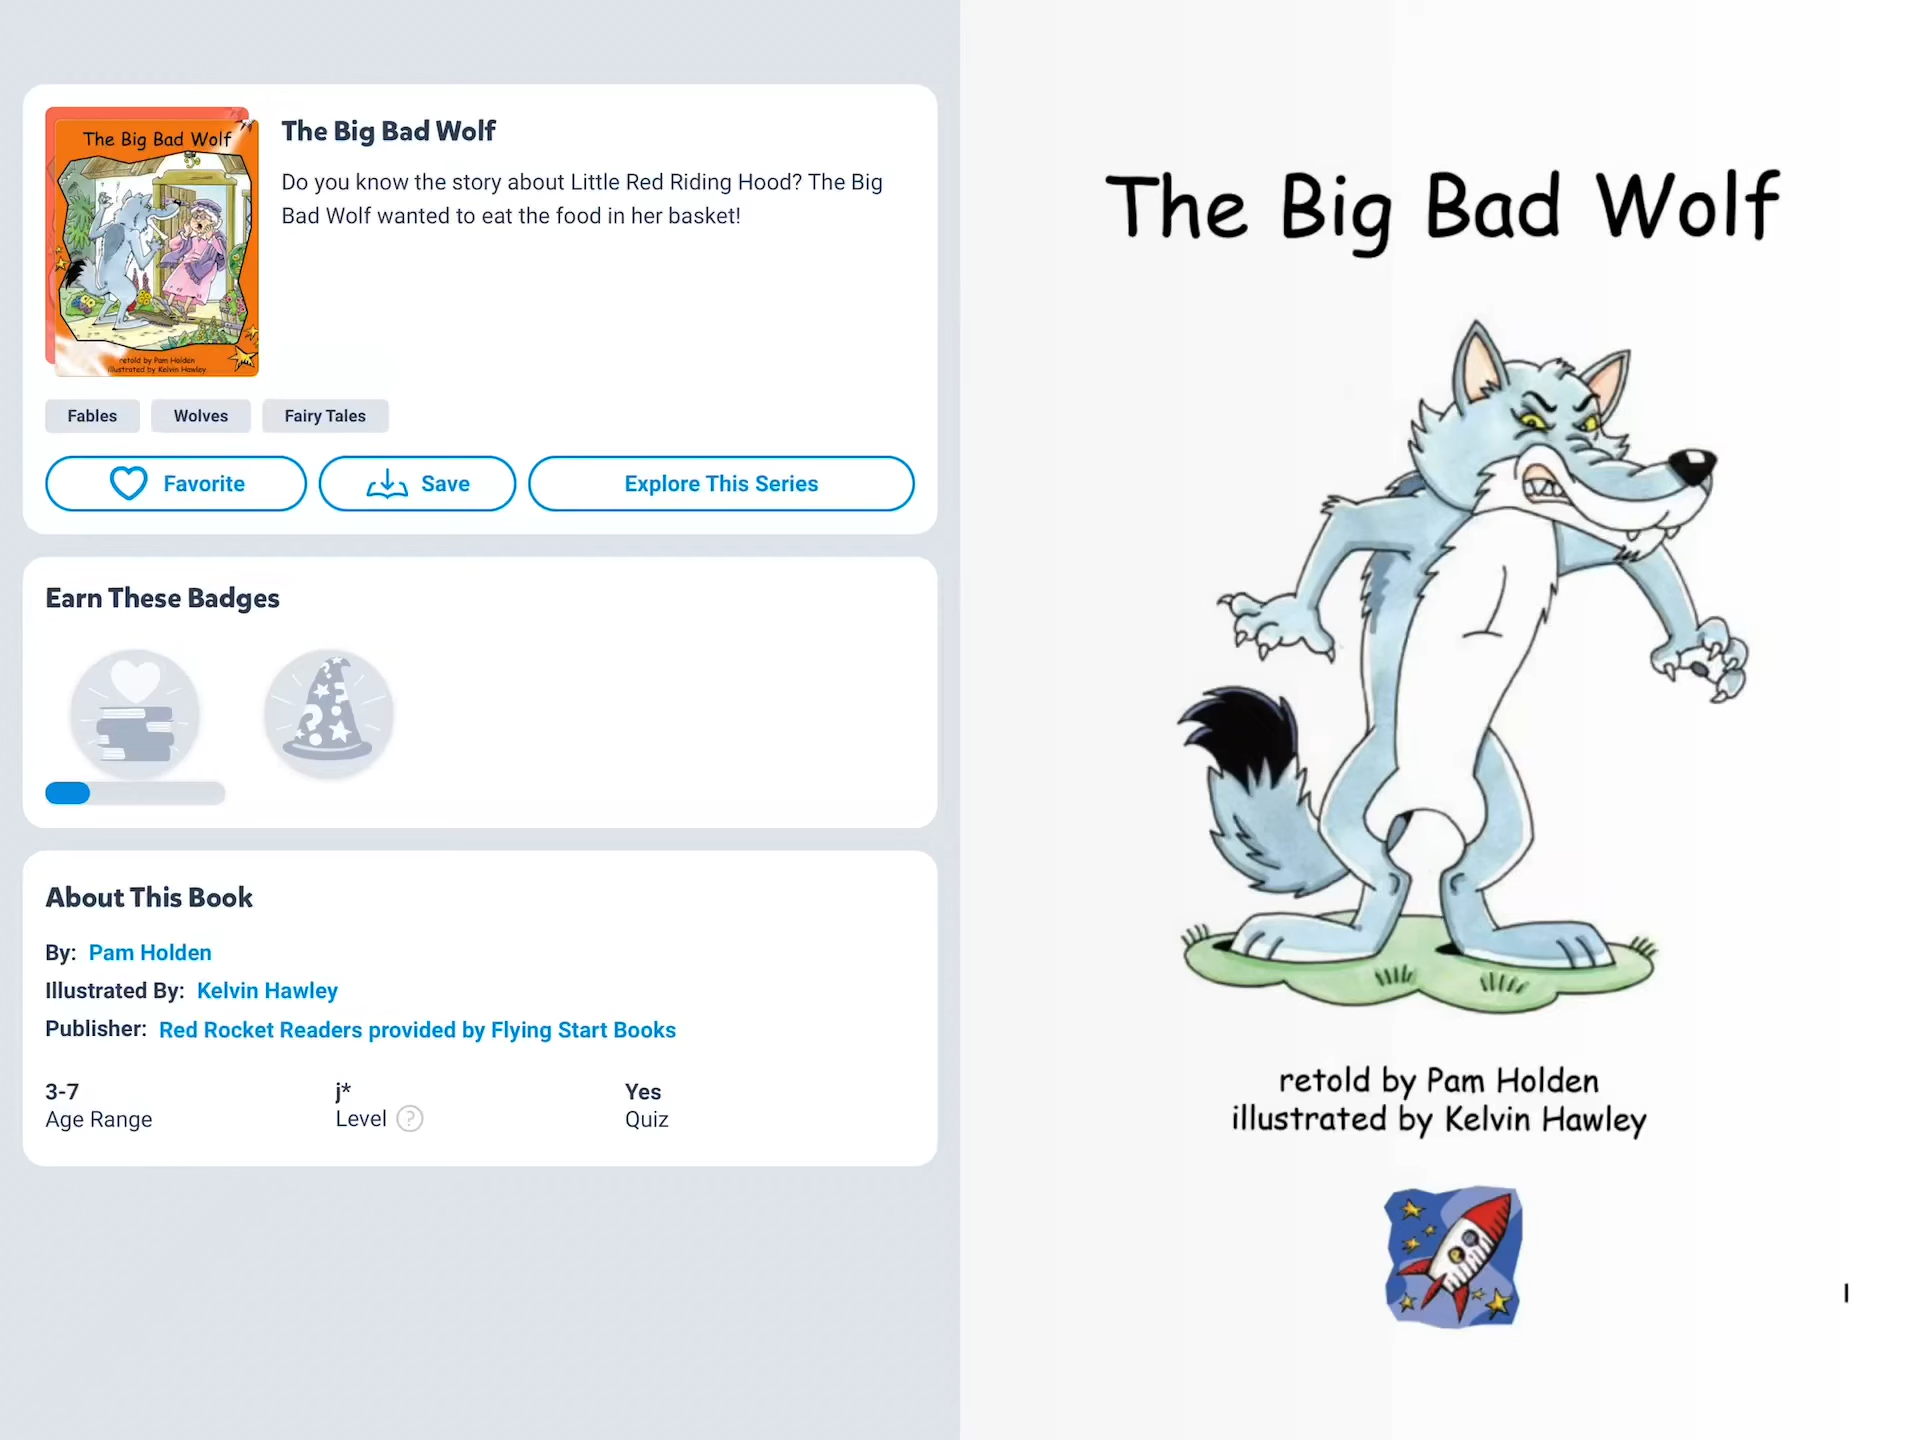 The Big Bad Wolf
retold by Pam Holden
illustrated by Kelvin Hawley
The Big Bad Wolf
Do you know the story about Little Red Riding Hood? The Big
Bad Wolf wanted to eat the food in her basket!
Fables
Wolves
Fairy Tales
Favorite
Save
Explore This Series
Earn These Badges
About This Book
By: Pam Holden
Illustrated By: Kelvin Hawley
Publisher: Red Rocket Readers provided by Flying Start Books
3-7
Age Range
j*
Level ?
Yes
Quiz
The Big Bad Wolf
retold by Pam Holden
illustrated by Kelvin Hawley
1